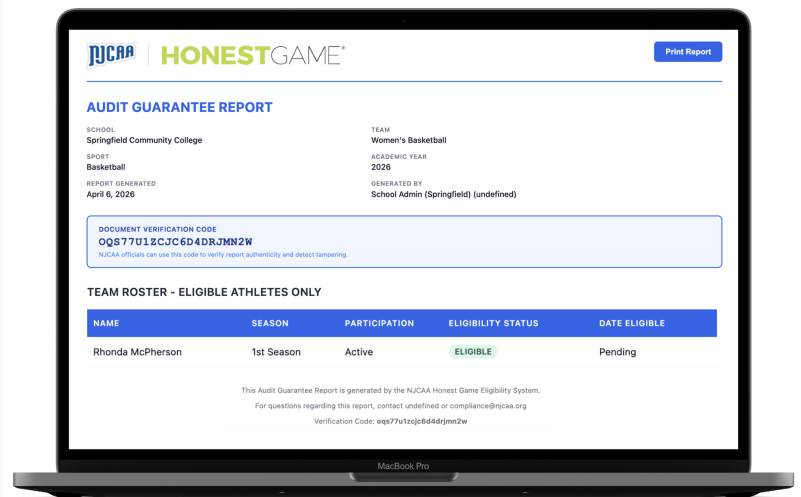 NJCAA HONESTGAME®
Print Report
AUDIT GUARANTEE REPORT
SCHOOL TEAM
Springfield Community College Women's Basketball
SPORT ACADEMIC YEAR
Basketball 2026
REPORT GENERATED GENERATED BY
April 6, 2026 School Admin (Springfield) (undefined)
DOCUMENT VERIFICATION CODE
OQS77U1ZCJC6D4DRJMN2W
NJCAA officials can use this code to verify report authenticity and detect tampering.
TEAM ROSTER - ELIGIBLE ATHLETES ONLY
NAME SEASON PARTICIPATION ELIGIBILITY STATUS DATE ELIGIBLE
Rhonda McPherson 1st Season Active ELIGIBLE Pending
This Audit Guarantee Report is generated by the NJCAA Honest Game Eligibility System.
For questions regarding this report, contact undefined or compliance@njcaa.org
Verification Code: oqs77u1zcjc6d4drjmn2w
MacBook Pro